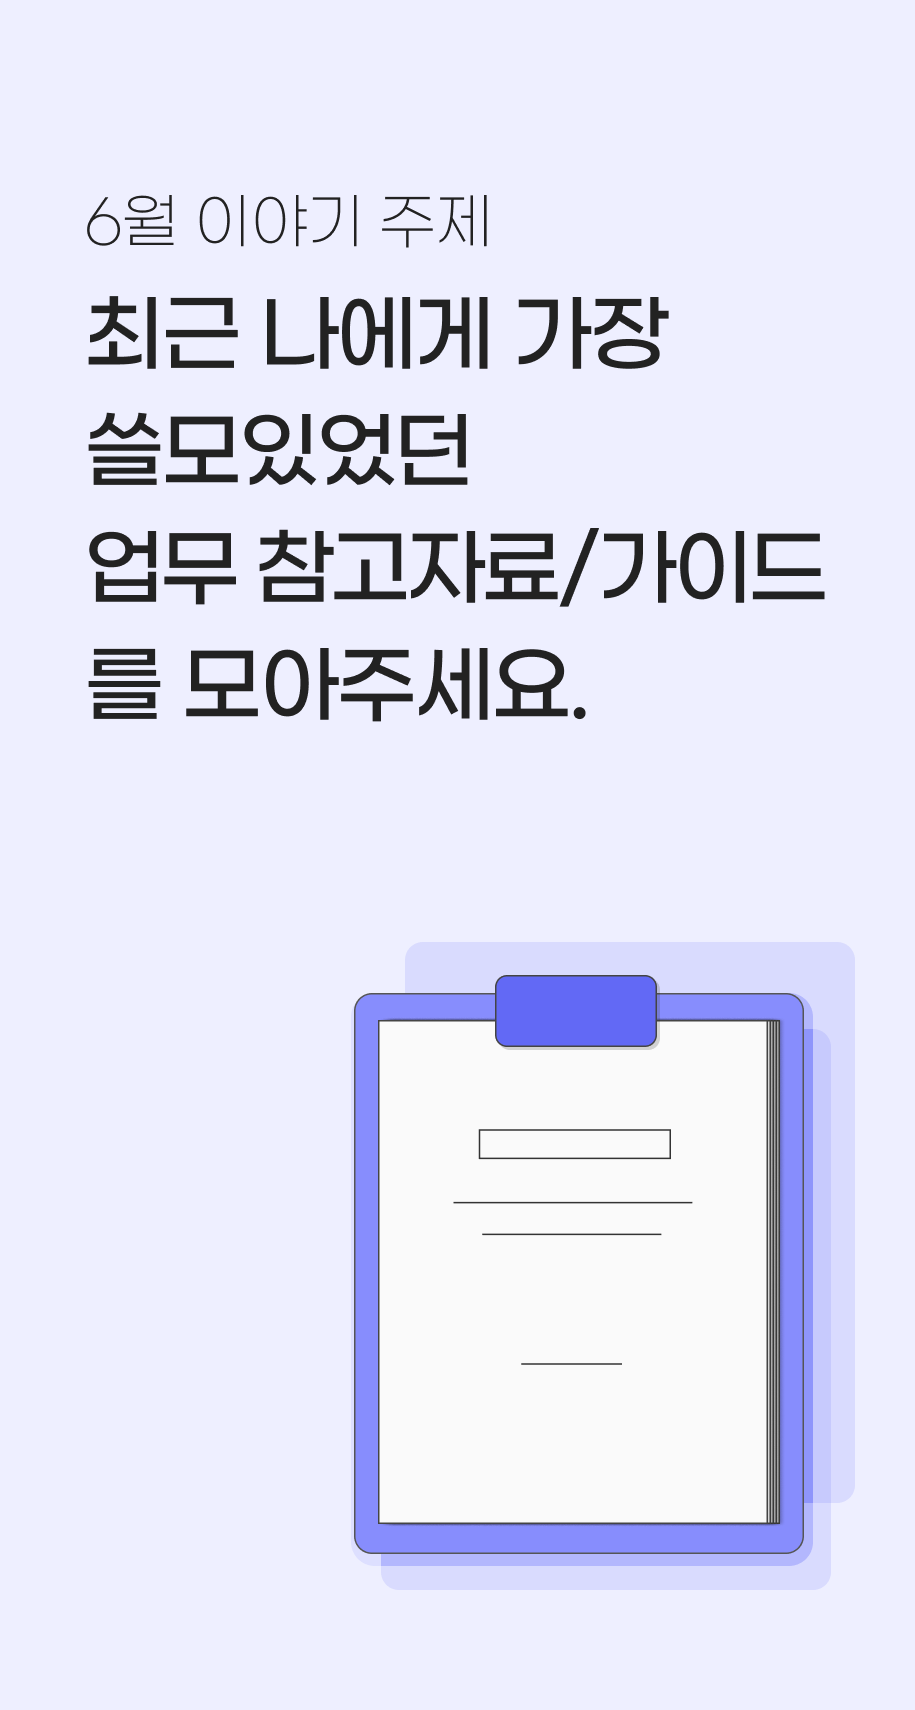 6월 이야기 주제
최근 나에게 가장
쓸모있었던
업무 참고자료/가이드
를 모아주세요.